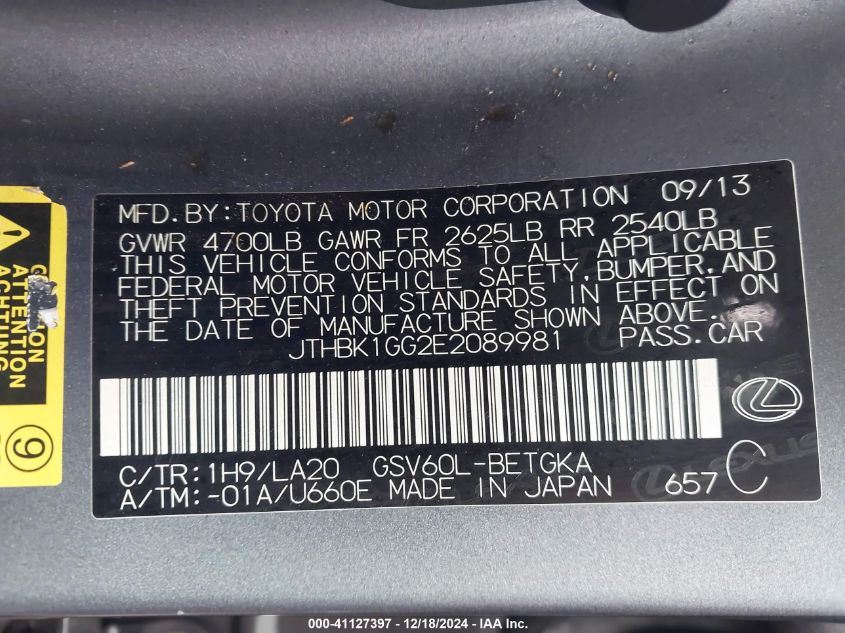 MFD.BY:TOYOTA MOTOR CORPORATION 09/13
GVWR 4700LB GAWR FR 2625LB RR 2540LB
THIS VEHICLE CONFORMS TO ALL APPLICABLE
FEDERAL MOTOR VEHICLE SAFETY,BUMPER,AND
THEFT PREVENTION STANDARDS IN EFFECT ON
THE DATE OF MANUFACTURE SHOWN ABOVE.
JTHBK1GG2E2089981 PASS.CAR
C/TR:1H9/LA20 GSV60L-BETGKA
A/TM:-01A/U660E MADE IN JAPAN 657 C
ATTENTION
ACHTUNG
9
000-41127397 - 12/18/2024 - IAA, Inc.